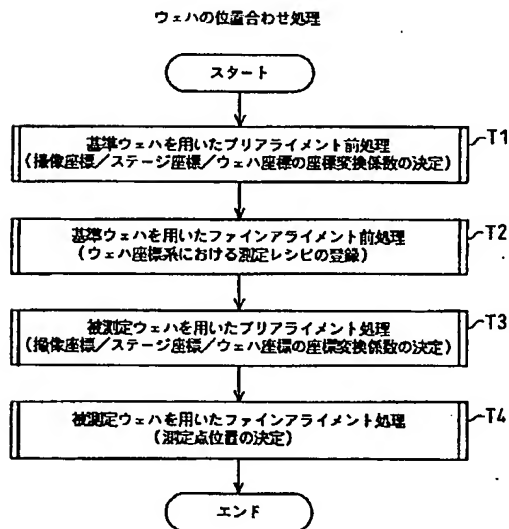 ウェハの位置合わせ処理
スタート
基準ウェハを用いたプリアライメント前処理
(撮像座標/ステージ座標/ウェハ座標の座標変換係数の決定)
T1
基準ウェハを用いたファインアライメント前処理
(ウェハ座標系における測定レシピの登録)
T2
被測定ウェハを用いたプリアライメント処理
(撮像座標/ステージ座標/ウェハ座標の座標変換係数の決定)
T3
被測定ウェハを用いたファインアライメント処理
(測定点位置の決定)
T4
エンド